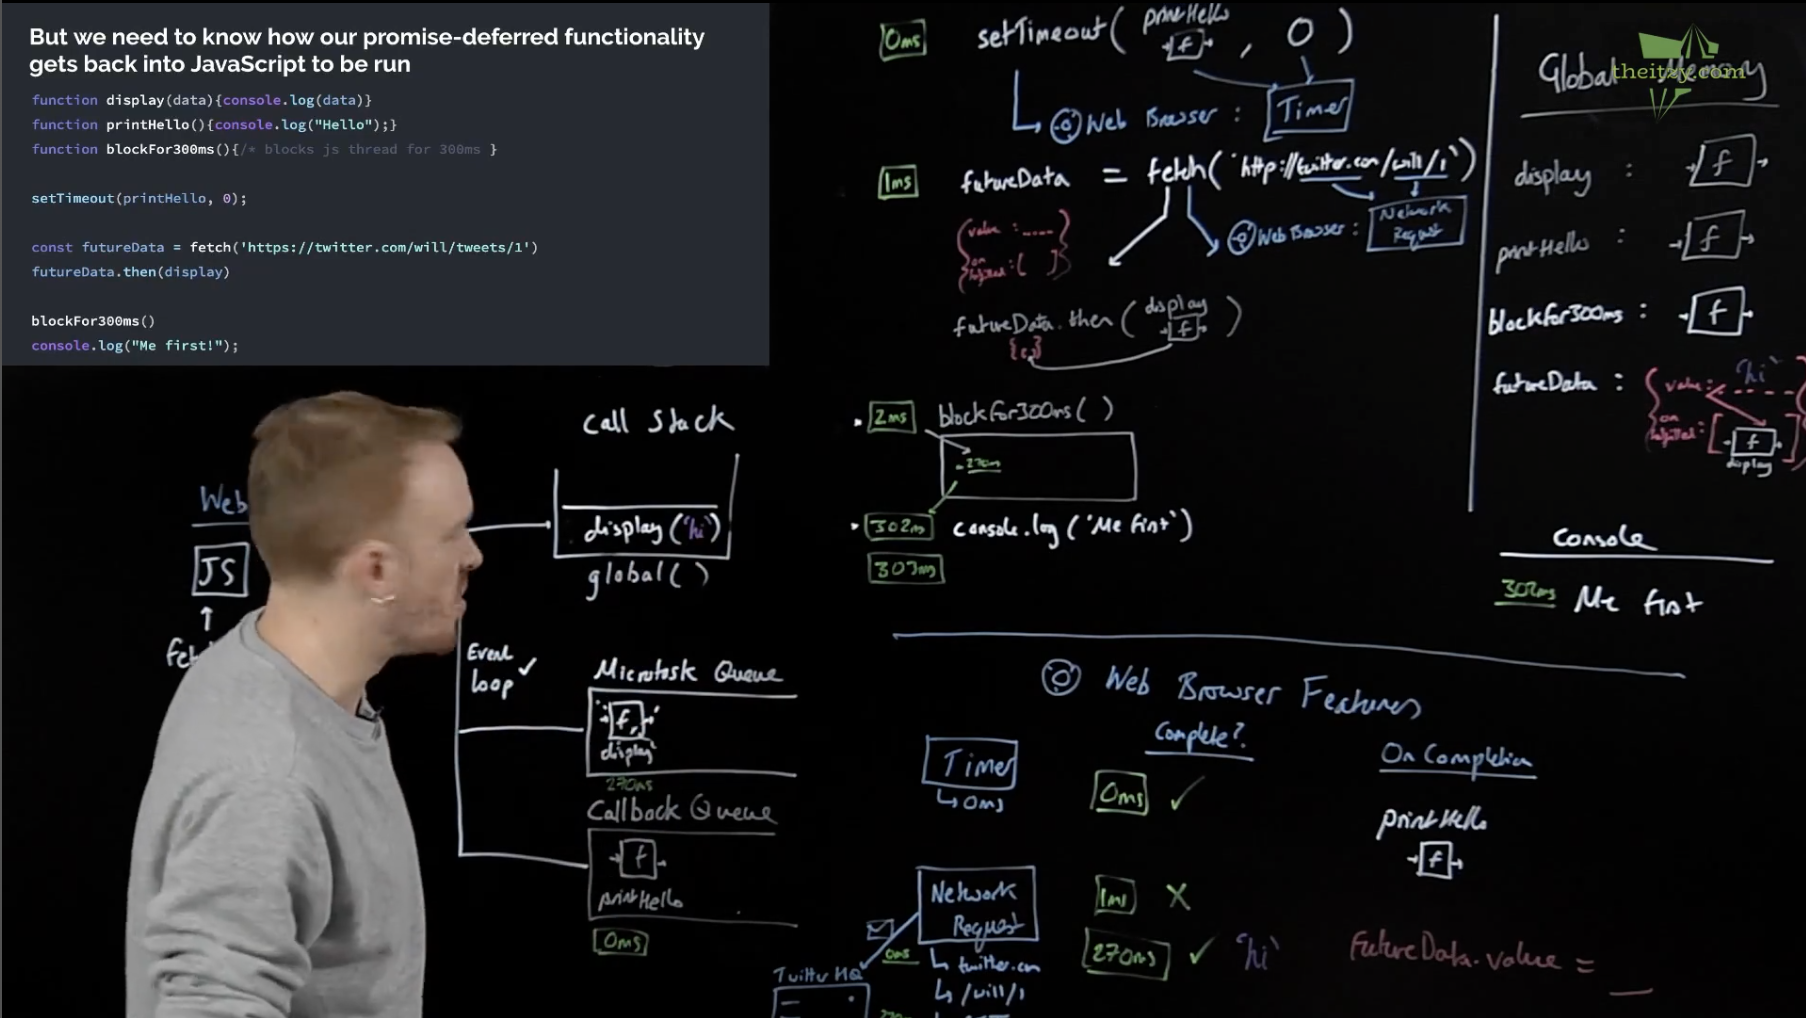 But we need to know how our promise-deferred functionality
gets back into JavaScript to be run
function display(data){console.log(data)}
function printHello(){console.log("Hello");}
function blockFor300ms(){/* blocks js thread for 300ms }
setTimeout(printHello, 0);
const futureData = fetch('https://twitter.com/will/tweets/1')
futureData.then(display)
blockFor300ms()
console.log("Me first!");
0ms setTimeout( printHello f , 0 )
Web Browser : Timer
1ms futureData = fetch('http://twitter.com/will/1')
{ value : .....
on fulfilled : [ ] }
Web Browser : Network Request
futureData.then ( display f )
2ms blockFor300ms( )
270ms
302ms console.log('Me first')
303ms
Global Memory
theitzy.com
display : f
printHello : f
blockFor300ms : f
futureData : { value : 'hi'
on fulfilled : [ f ]
display
Console
302ms Me first
Call Stack
display('hi')
global( )
Web
JS
Event
loop ✓
Microtask Queue
f
display
270ms
Callback Queue
f
printHello
0ms
Web Browser Features
Complete?
On Completion
Timer
↳ 0ms
0ms ✓
printHello
f
Network
Request
↳ twitter.com
↳ /will/1
1ms X
270ms ✓ 'hi'
futureData.value = __
Twitter HQ